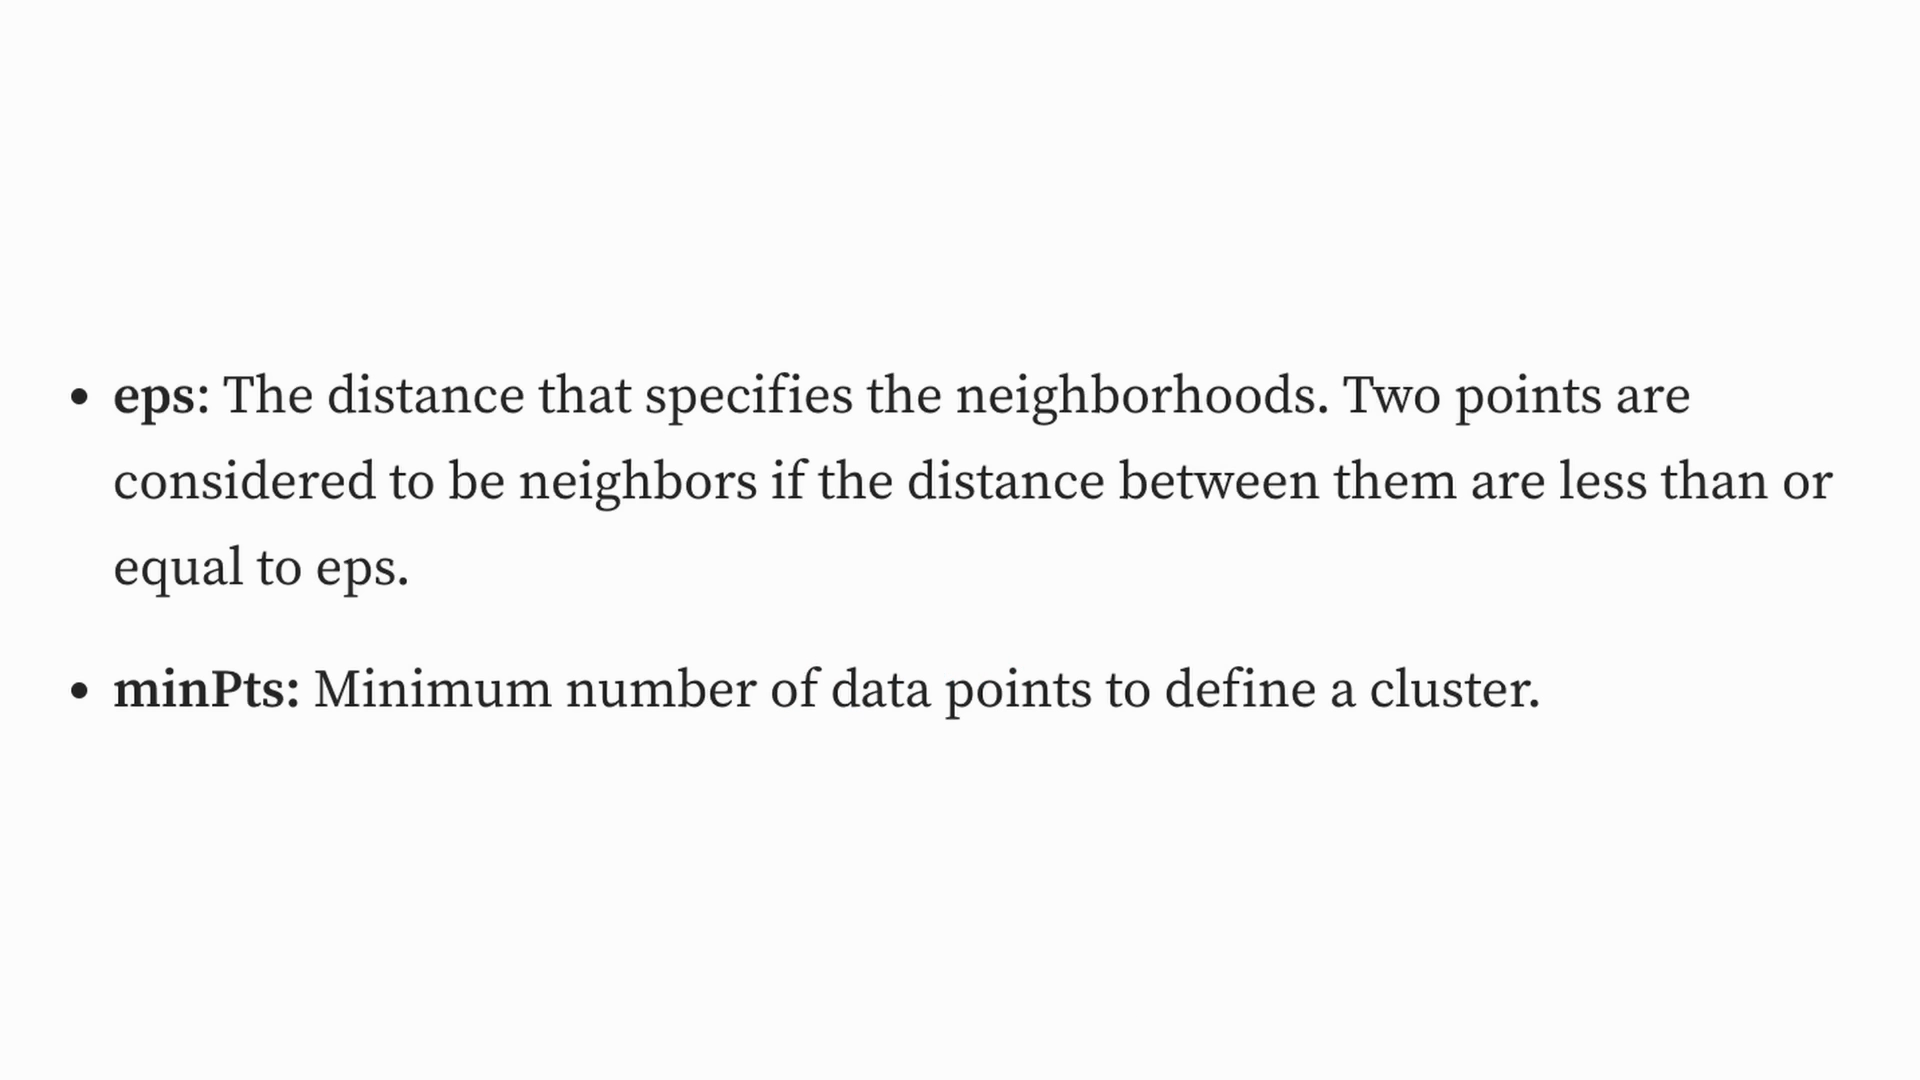 • eps: The distance that specifies the neighborhoods. Two points are
considered to be neighbors if the distance between them are less than or
equal to eps.
• minPts: Minimum number of data points to define a cluster.